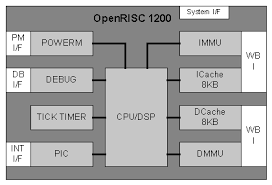 System I/F
OpenRISC 1200
PM
I/F
POWERM
IMMU
WB
I
DB
I/F
DEBUG
ICache
8KB
CPU/DSP
TICK TIMER
DCache
8KB
WB
I
INT
I/F
PIC
DMMU